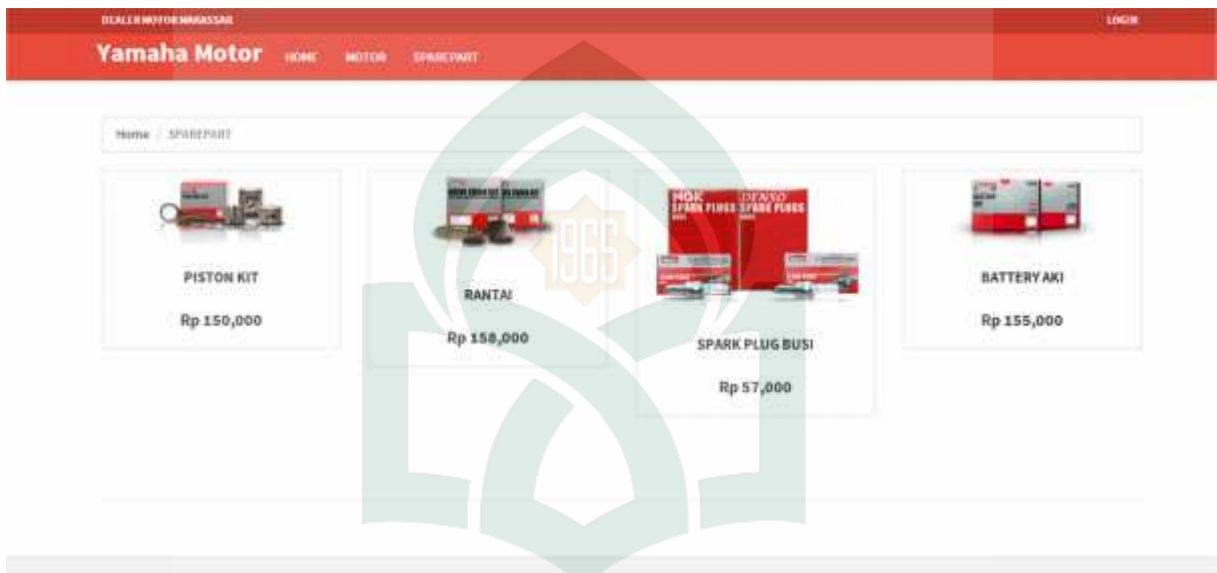 DEALER MOTOR MAKASSAR
LOGIN
Yamaha Motor
HOME
MOTOR
SPAREPART
Home / SPAREPART
PISTON KIT
Rp 150,000
RANTAI
Rp 158,000
NGK
SPARK PLUGS
DENSO
SPARK PLUGS
SPARK PLUG BUSI
Rp 57,000
BATTERY AKI
Rp 155,000
1965